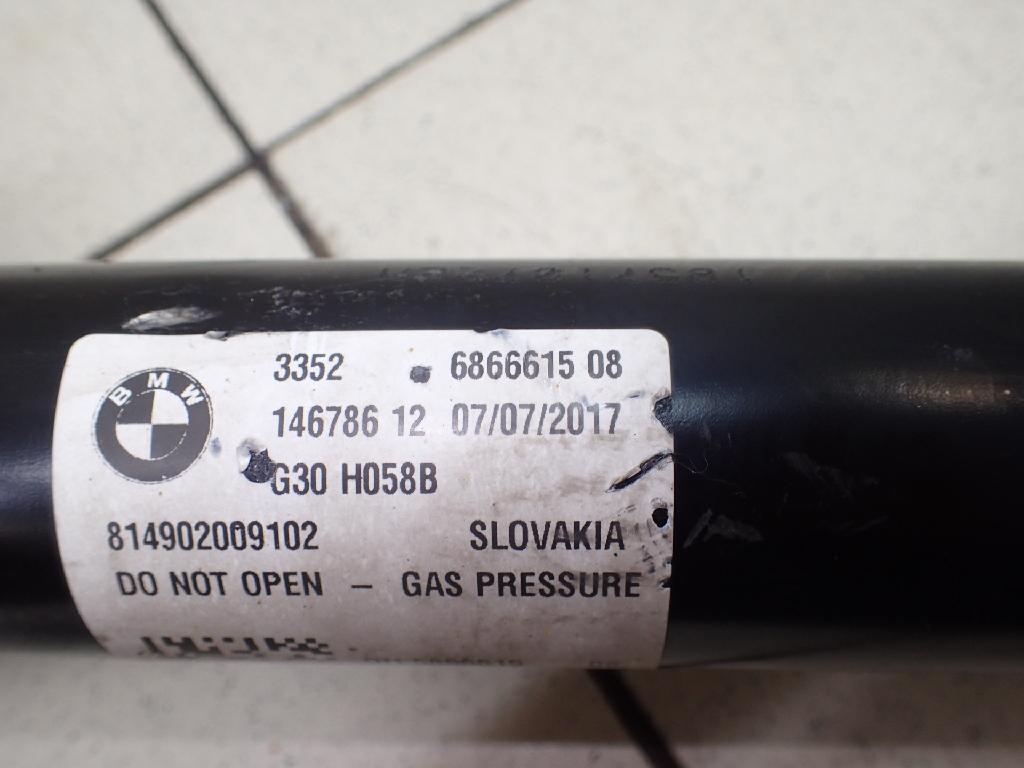 BMW
3352 6866615 08
146786 12 07/07/2017
G30 H058B
814902009102 SLOVAKIA
DO NOT OPEN – GAS PRESSURE